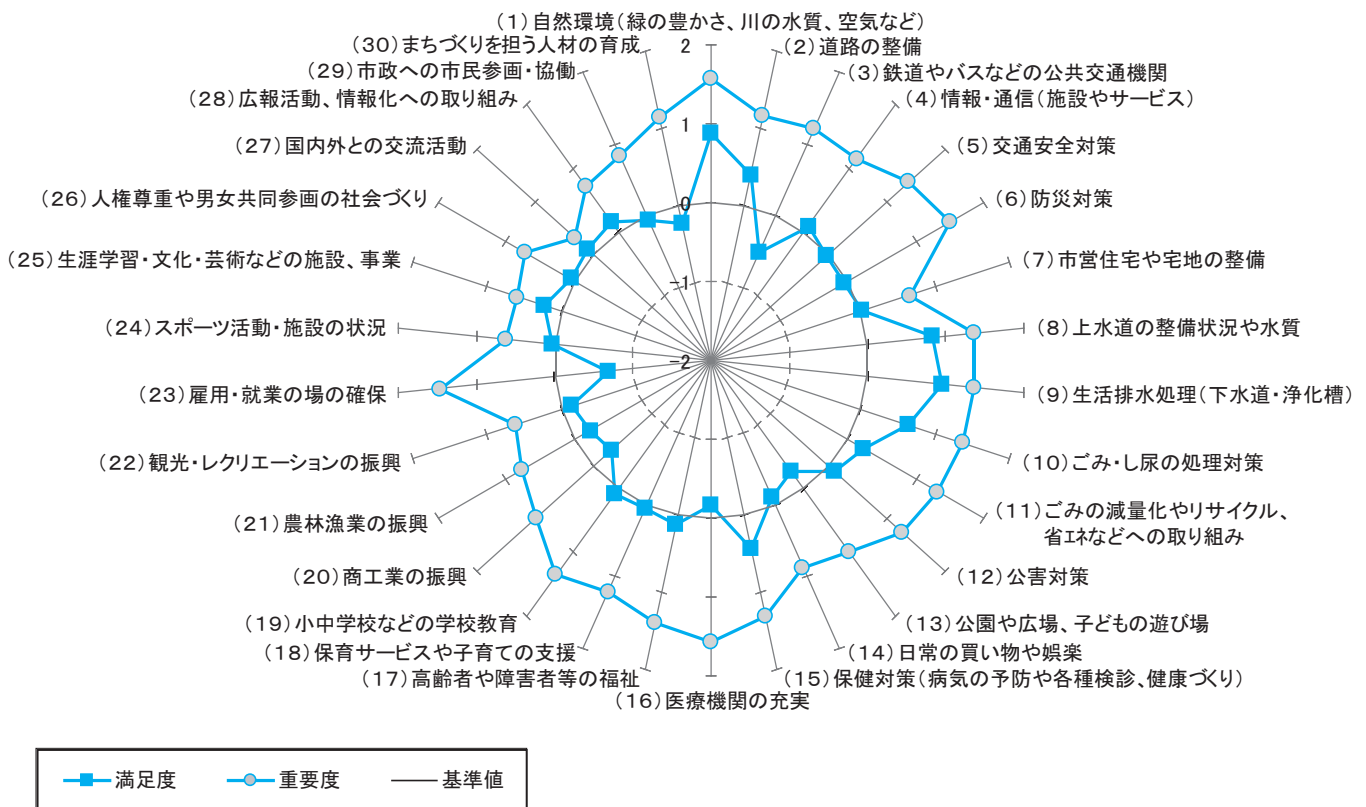 (1)自然環境(緑の豊かさ、川の水質、空気など)
(2)道路の整備
(3)鉄道やバスなどの公共交通機関
(4)情報・通信(施設やサービス)
(5)交通安全対策
(6)防災対策
(7)市営住宅や宅地の整備
(8)上水道の整備状況や水質
(9)生活排水処理(下水道・浄化槽)
(10)ごみ・し尿の処理対策
(11)ごみの減量化やリサイクル、
省エネなどへの取り組み
(12)公害対策
(13)公園や広場、子どもの遊び場
(14)日常の買い物や娯楽
(15)保健対策(病気の予防や各種検診、健康づくり)
(16)医療機関の充実
(17)高齢者や障害者等の福祉
(18)保育サービスや子育ての支援
(19)小中学校などの学校教育
(20)商工業の振興
(21)農林漁業の振興
(22)観光・レクリエーションの振興
(23)雇用・就業の場の確保
(24)スポーツ活動・施設の状況
(25)生涯学習・文化・芸術などの施設、事業
(26)人権尊重や男女共同参画の社会づくり
(27)国内外との交流活動
(28)広報活動、情報化への取り組み
(29)市政への市民参画・協働
(30)まちづくりを担う人材の育成
2
1
0
-1
-2
満足度 重要度 基準値